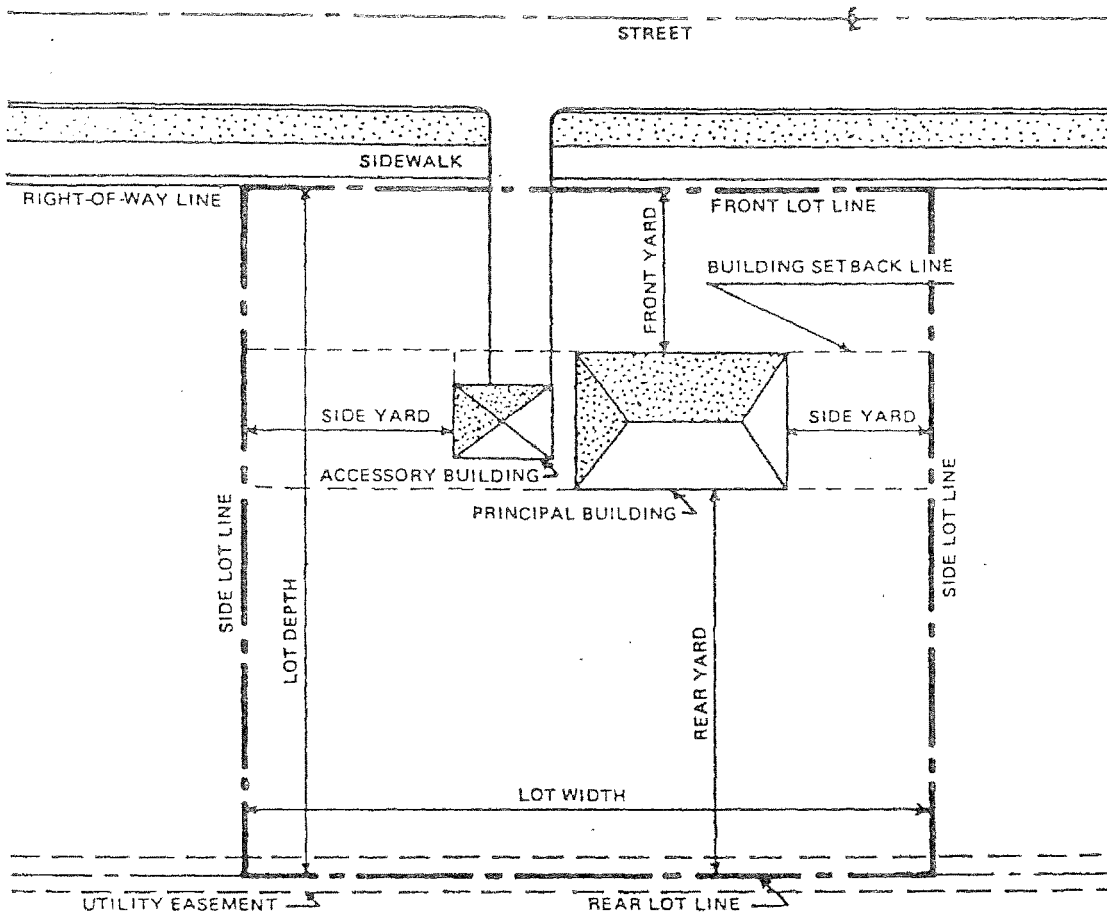 STREET
SIDEWALK
RIGHT-OF-WAY LINE
FRONT LOT LINE
FRONT YARD
BUILDING SETBACK LINE
SIDE YARD
SIDE YARD
ACCESSORY BUILDING
PRINCIPAL BUILDING
SIDE LOT LINE
LOT DEPTH
REAR YARD
SIDE LOT LINE
LOT WIDTH
UTILITY EASEMENT
REAR LOT LINE